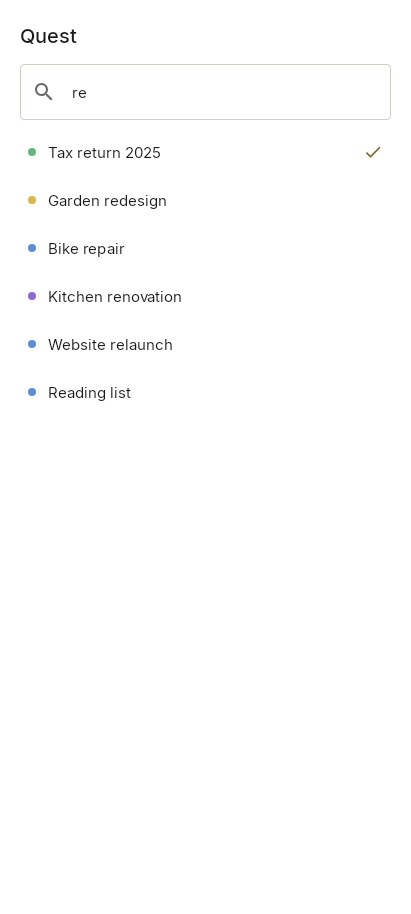 Quest
re
Tax return 2025
Garden redesign
Bike repair
Kitchen renovation
Website relaunch
Reading list